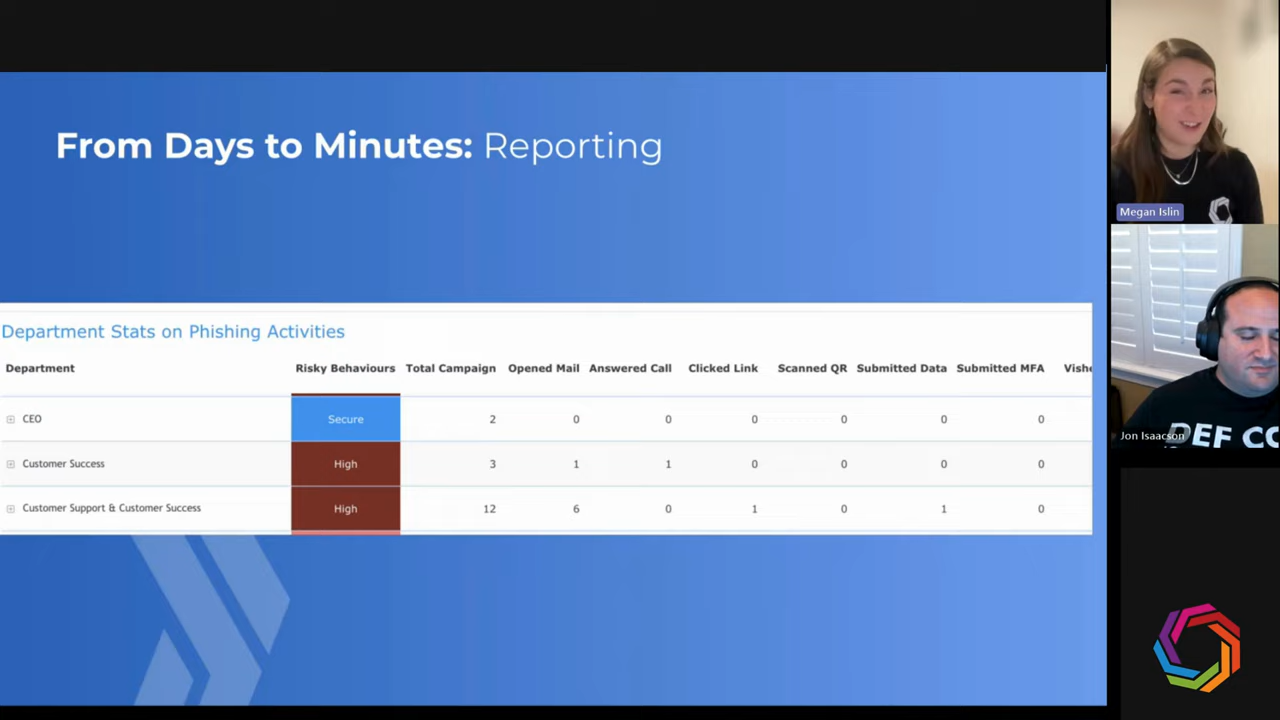 From Days to Minutes: Reporting
Megan Islin
Department Stats on Phishing Activities
Department Risky Behaviours Total Campaign Opened Mail Answered Call Clicked Link Scanned QR Submitted Data Submitted MFA
CEO Secure 2 0 0 0 0 0 0
Customer Success High 3 1 1 0 0 0 0
Jon Isaacson
DEF CO
Customer Support & Customer Success High 12 6 0 1 0 1 0